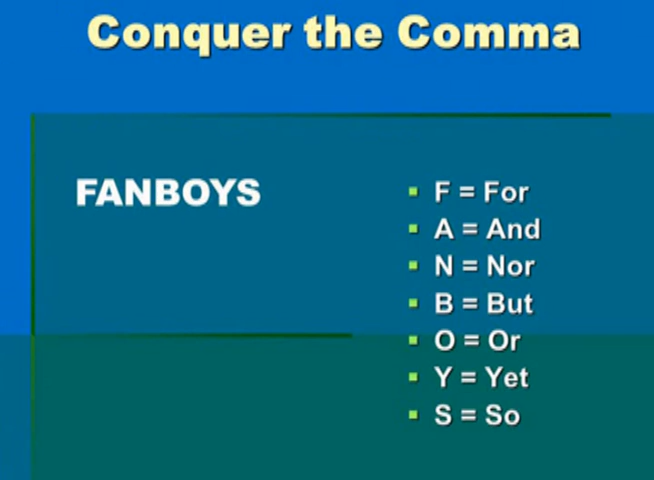 Conquer the Comma
FANBOYS
F = For
A = And
N = Nor
B = But
O = Or
Y = Yet
S = So